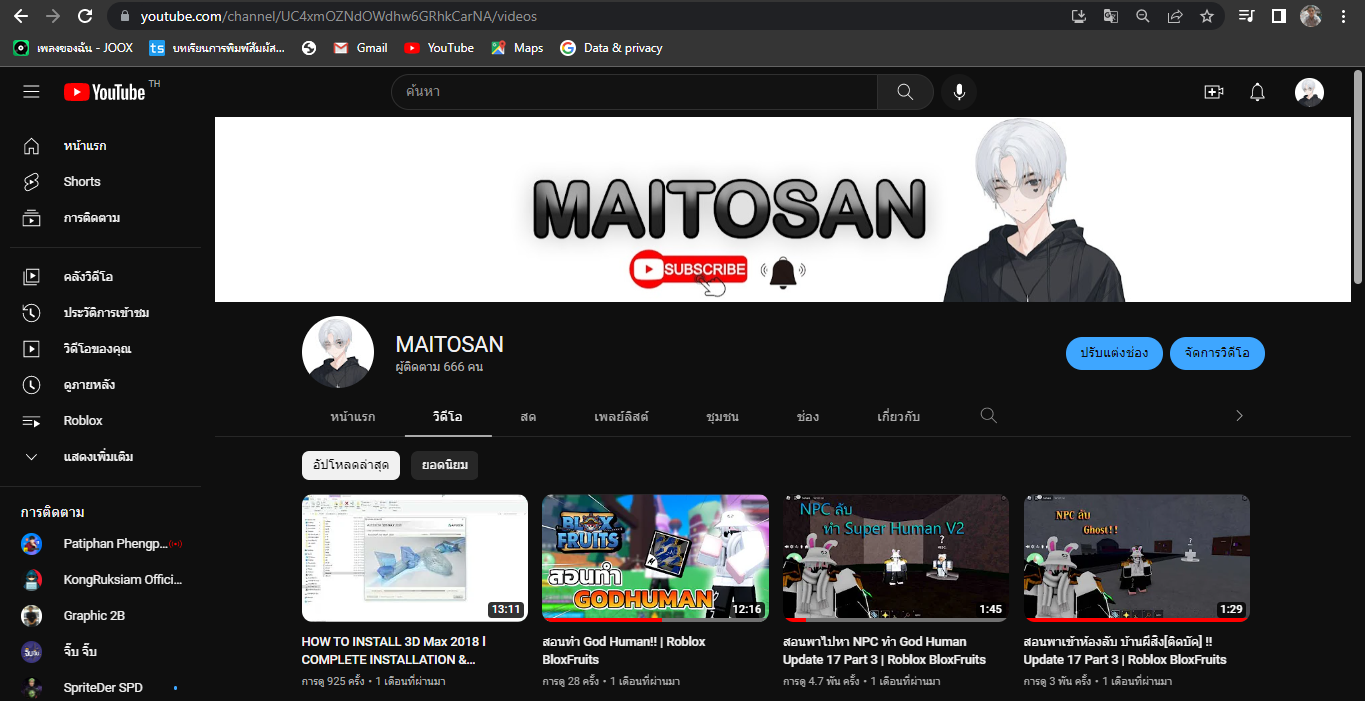 youtube.com/channel/UC4xmOZNdOWdhw6GRhkCarNA/videos
เพลงของฉัน - JOOX
ts บทเรียนการพิมพ์สัมผัส...
Gmail
YouTube
Maps
Data & privacy
YouTube TH
ค้นหา
หน้าแรก
Shorts
การติดตาม
คลังวิดีโอ
ประวัติการเข้าชม
วิดีโอของคุณ
ดูภายหลัง
Roblox
แสดงเพิ่มเติม
การติดตาม
Patiphan Phengp...
KongRuksiam Offici...
Graphic 2B
จั๊บ จั๊บ
SpriteDer SPD
MAITOSAN
SUBSCRIBE
MAITOSAN
ผู้ติดตาม 666 คน
ปรับแต่งช่อง
จัดการวิดีโอ
หน้าแรก
วิดีโอ
สด
เพลย์ลิสต์
ชุมชน
ช่อง
เกี่ยวกับ
อัปโหลดล่าสุด
ยอดนิยม
13:11
HOW TO INSTALL 3D Max 2018 l
COMPLETE INSTALLATION &...
การดู 925 ครั้ง • 1 เดือนที่ผ่านมา
BLOX
FRUITS
สอนทำ
GODHUMAN
12:16
สอนทำ God Human!! | Roblox
BloxFruits
การดู 28 ครั้ง • 1 เดือนที่ผ่านมา
NPC ลับ
ทำ Super Human V2
?
1:45
สอนพาไปหา NPC ทำ God Human
Update 17 Part 3 | Roblox BloxFruits
การดู 4.7 พัน ครั้ง • 1 เดือนที่ผ่านมา
NPC ลับ
Ghost!!
?
1:29
สอนพาเข้าห้องลับ บ้านผีสิง[ติดบัค] !!
Update 17 Part 3 | Roblox BloxFruits
การดู 3 พัน ครั้ง • 1 เดือนที่ผ่านมา